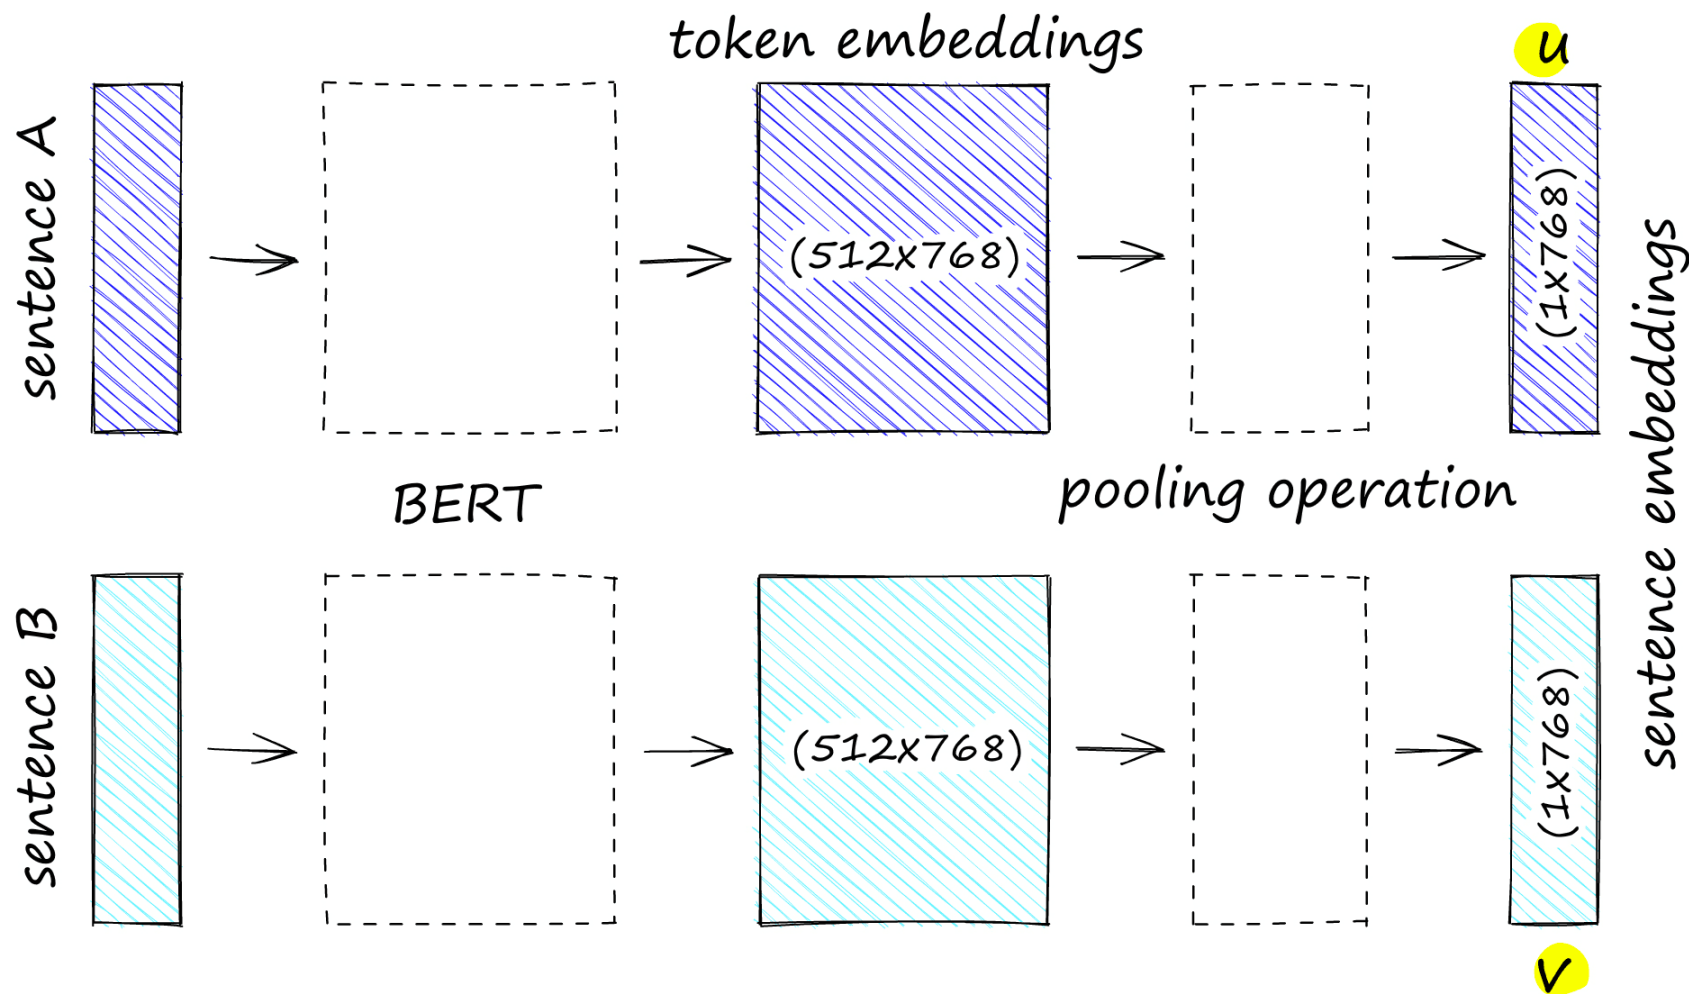 token embeddings
u
sentence A
(512x768)
(1x768)
sentence embeddings
BERT
pooling operation
sentence B
(512x768)
(1x768)
v